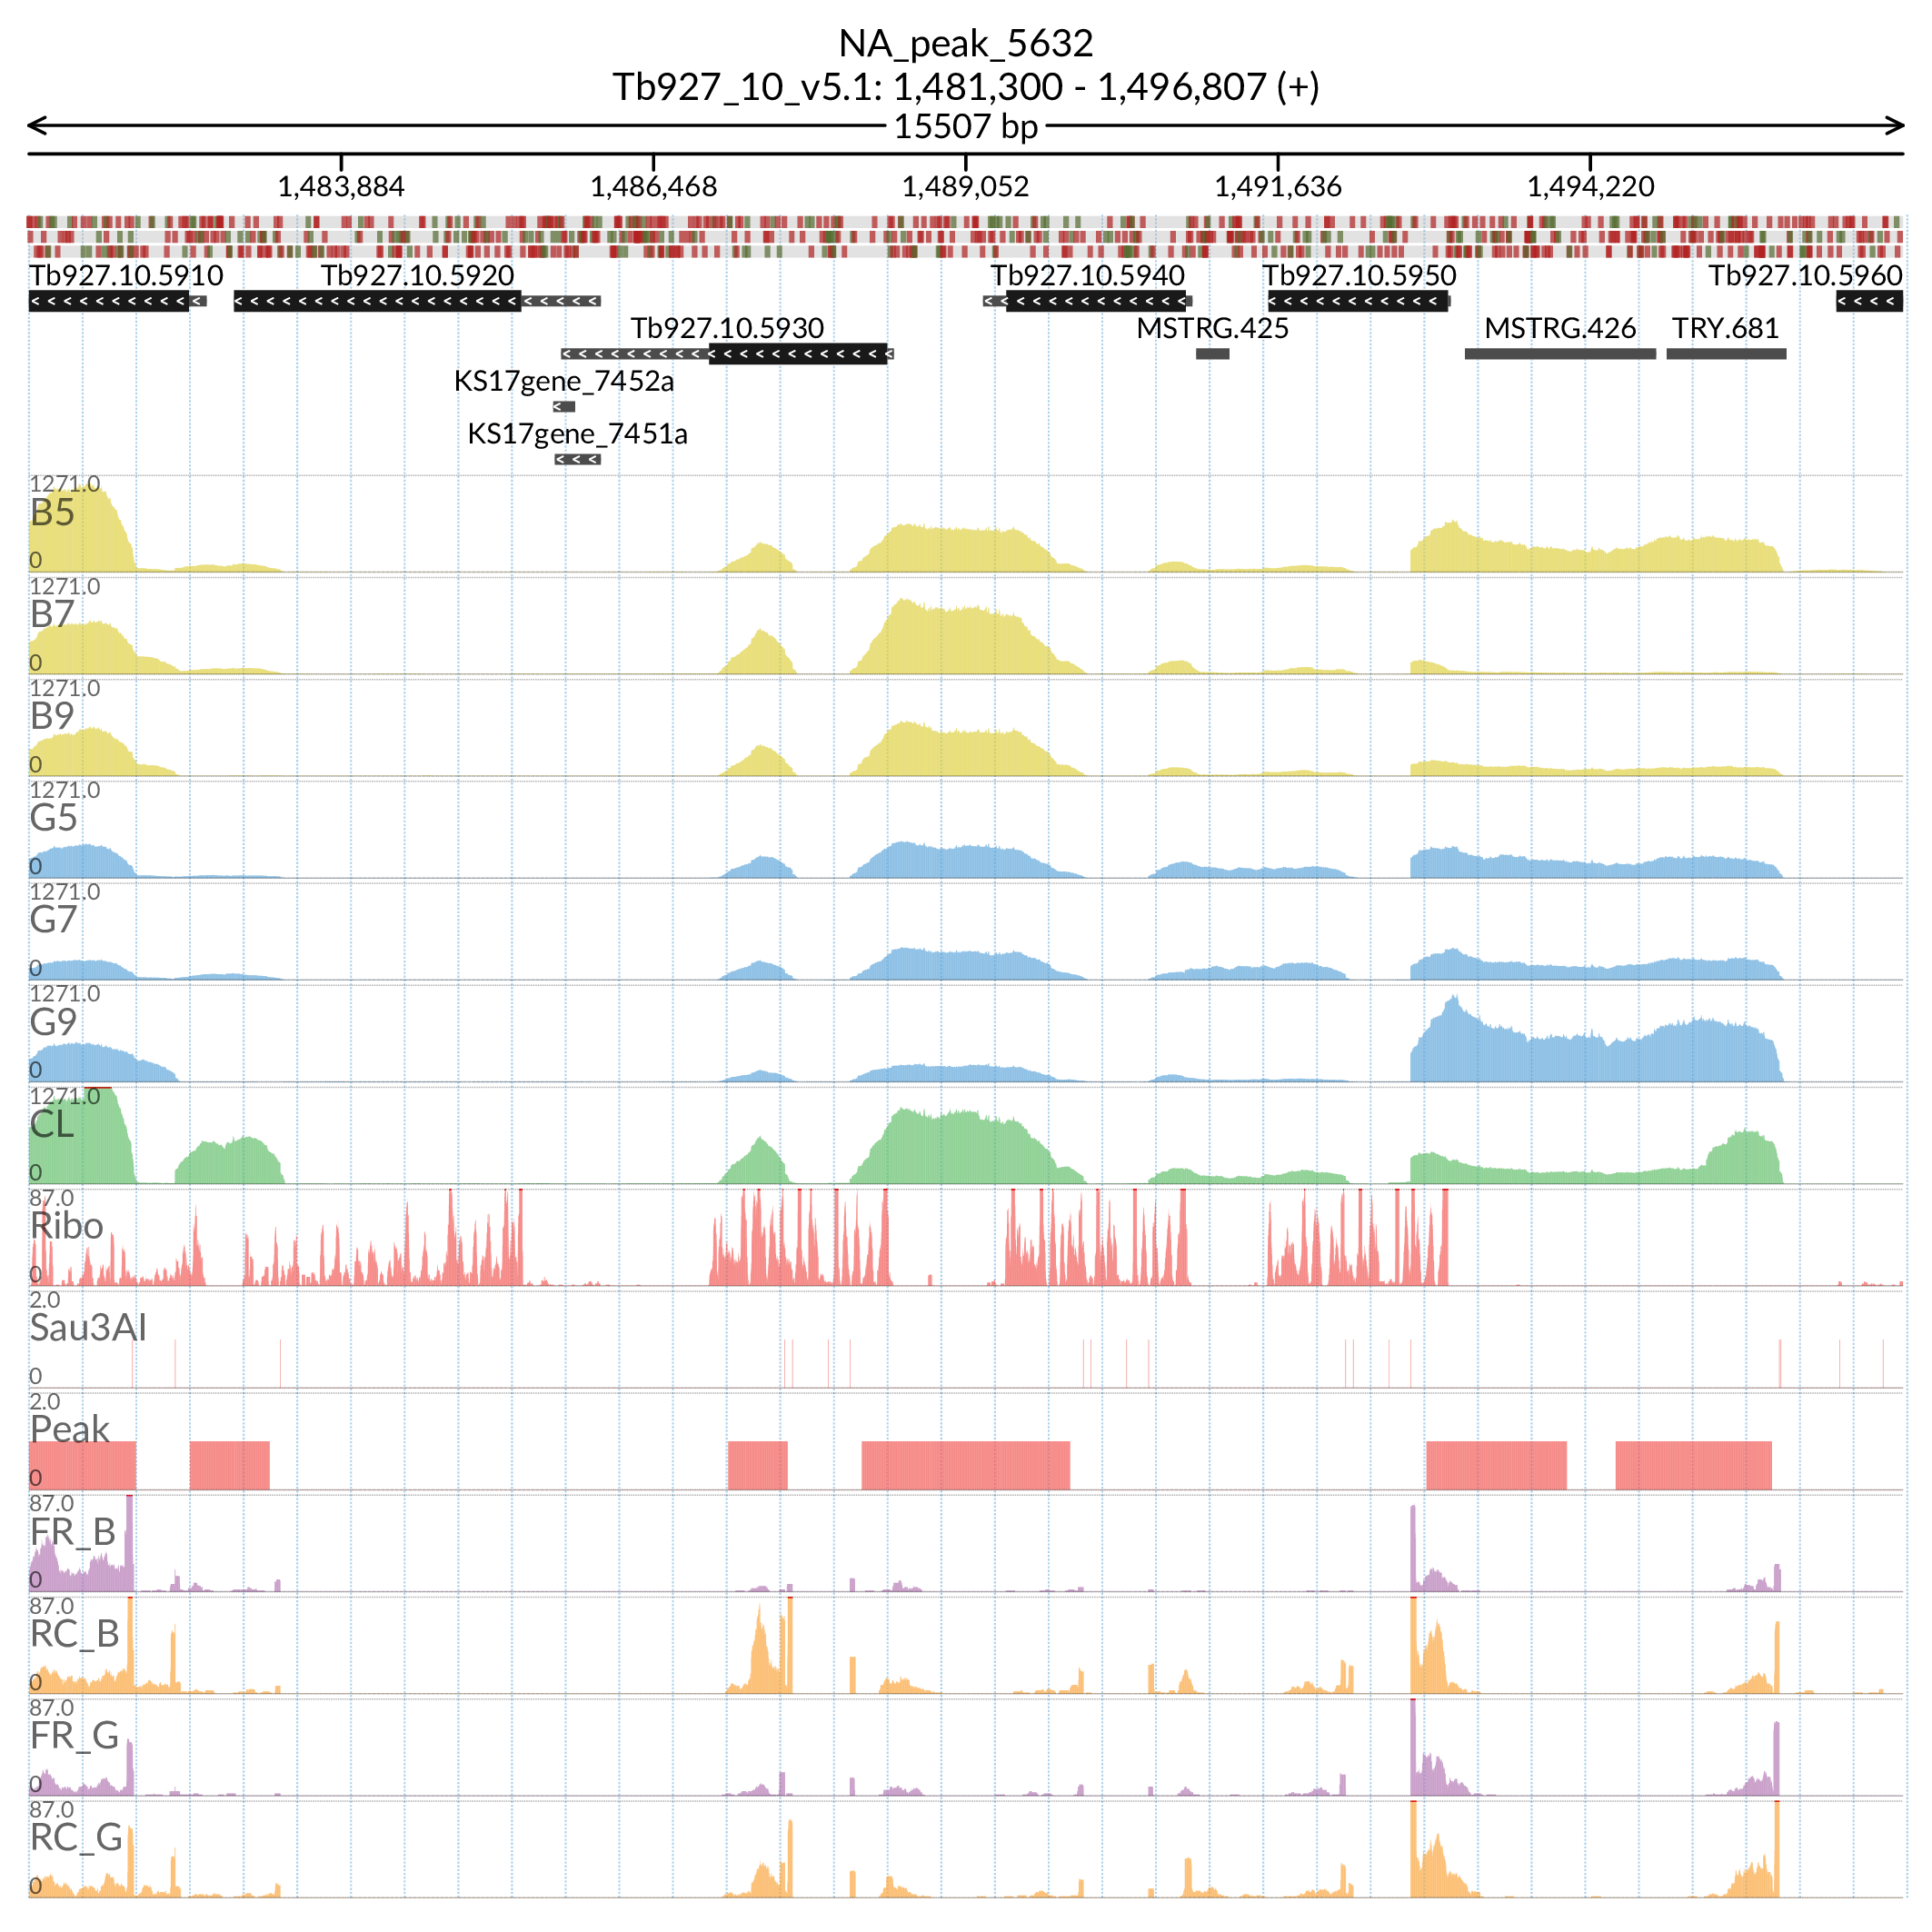 NA_peak_5632
Tb927_10_v5.1: 1,481,300 - 1,496,807 (+)
15507 bp
1,483,884 1,486,468 1,489,052 1,491,636 1,494,220
Tb927.10.5910 Tb927.10.5920 Tb927.10.5940 Tb927.10.5950 Tb927.10.5960
Tb927.10.5930 MSTRG.425 MSTRG.426 TRY.681
KS17gene_7452a
KS17gene_7451a
1271.0
B5
0
1271.0
B7
0
1271.0
B9
0
1271.0
G5
0
1271.0
G7
0
1271.0
G9
0
1271.0
CL
0
87.0
Ribo
0
2.0
Sau3AI
0
2.0
Peak
0
87.0
FR_B
0
87.0
RC_B
0
87.0
FR_G
0
87.0
RC_G
0